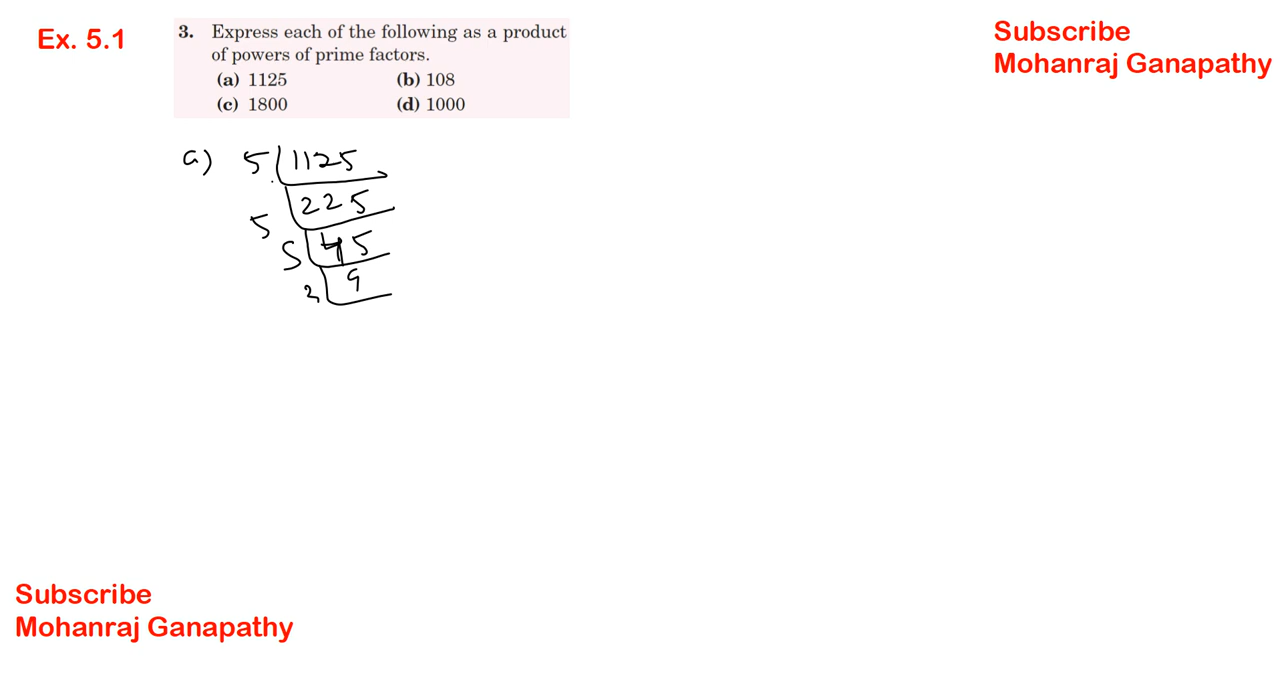 Ex. 5.1
3. Express each of the following as a product
of powers of prime factors.
(a) 1125 (b) 108
(c) 1800 (d) 1000
Subscribe
Mohanraj Ganapathy
a) 5 1125
5 225
5 45
9
Subscribe
Mohanraj Ganapathy